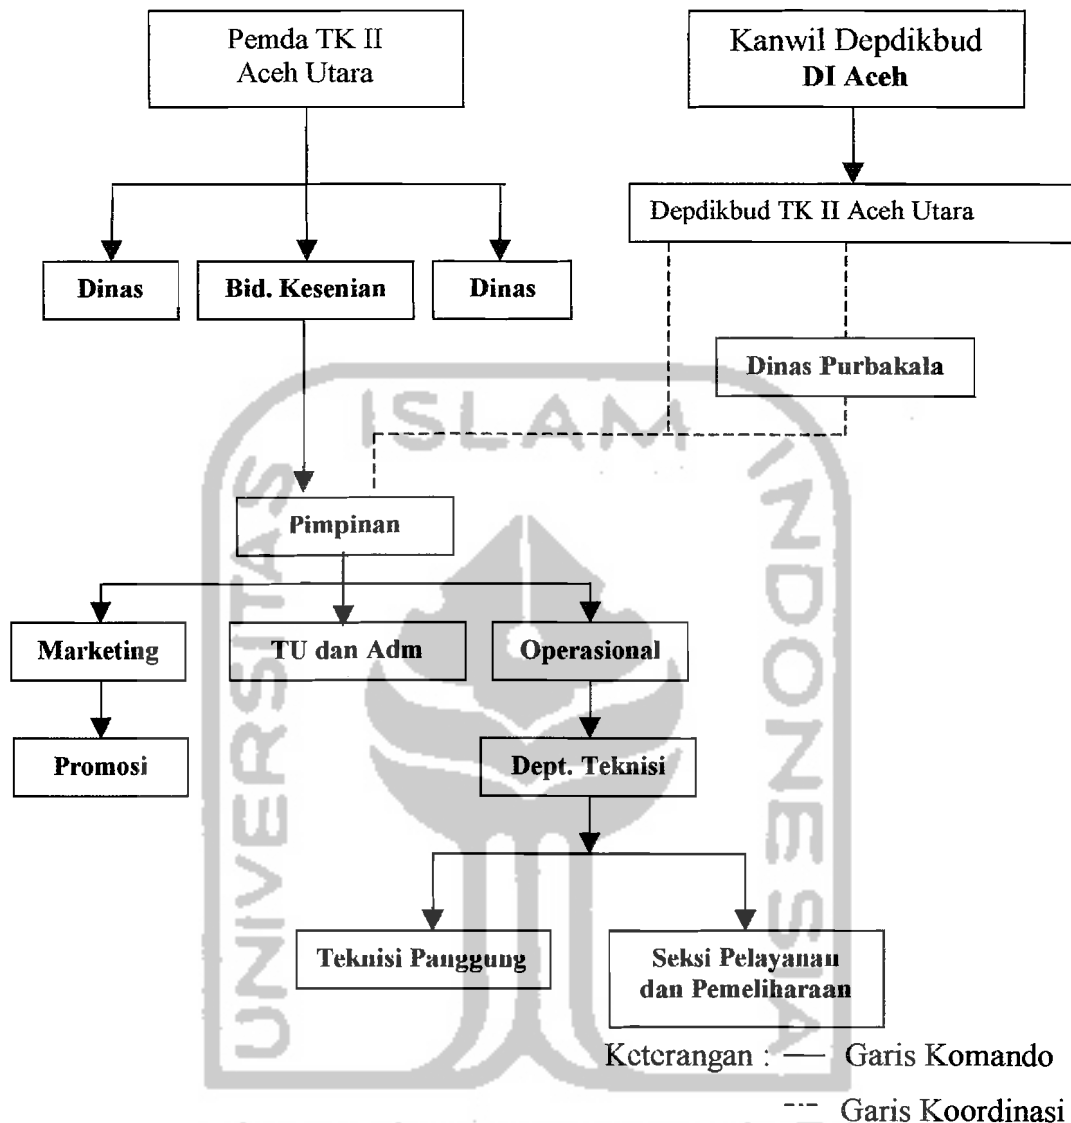 Pemda TK II
Aceh Utara
Kanwil Depdikbud
DI Aceh
Depdikbud TK II Aceh Utara
Dinas
Bid. Kesenian
Dinas
Dinas Purbakala
Pimpinan
Marketing
TU dan Adm
Operasional
Promosi
Dept. Teknisi
Teknisi Panggung
Seksi Pelayanan
dan Pemeliharaan
Keterangan : Garis Komando
Garis Koordinasi
UNIVERSITAS
ISLAM
INDONESIA